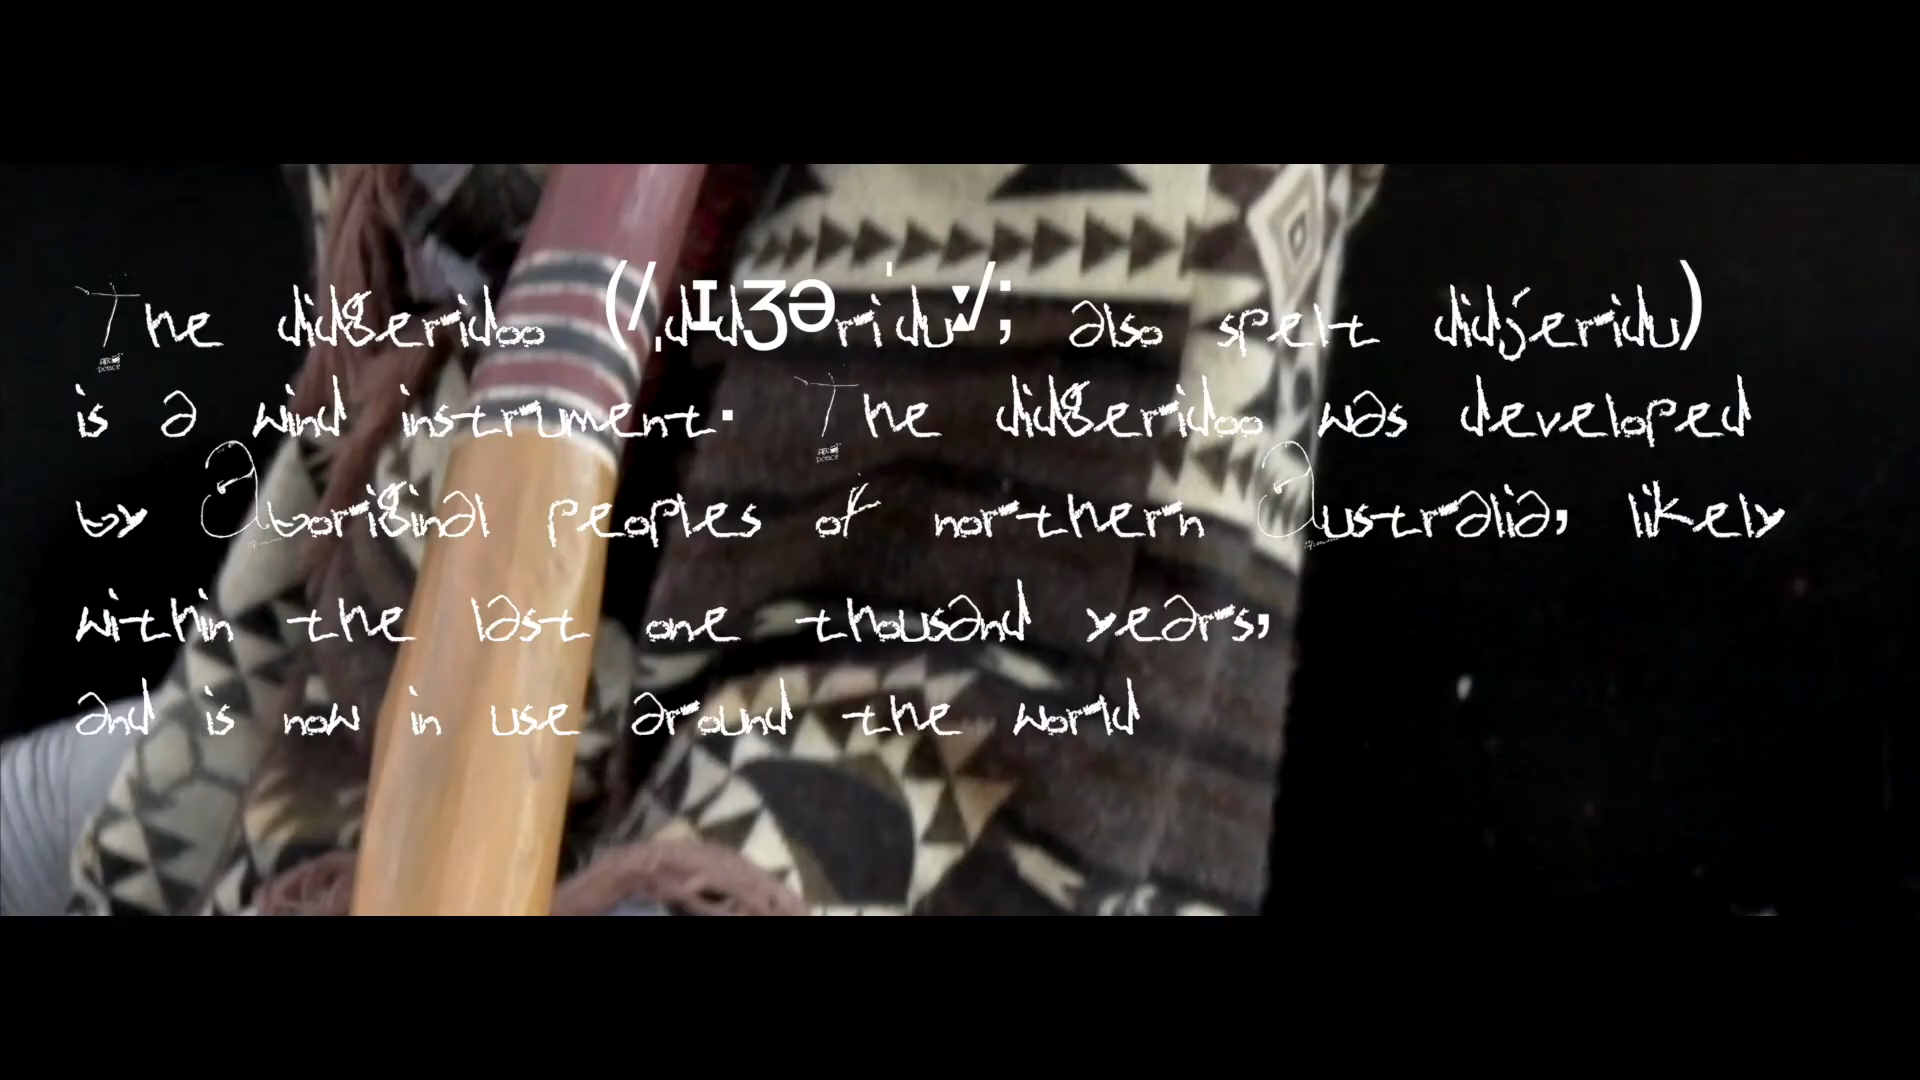 The didgeridoo (/ˌdɪdʒəriˈduː/; also spelt didjeridu)
is a wind instrument. The didgeridoo was developed
by Aboriginal peoples of northern Australia, likely
within the last one thousand years,
and is now in use around the world